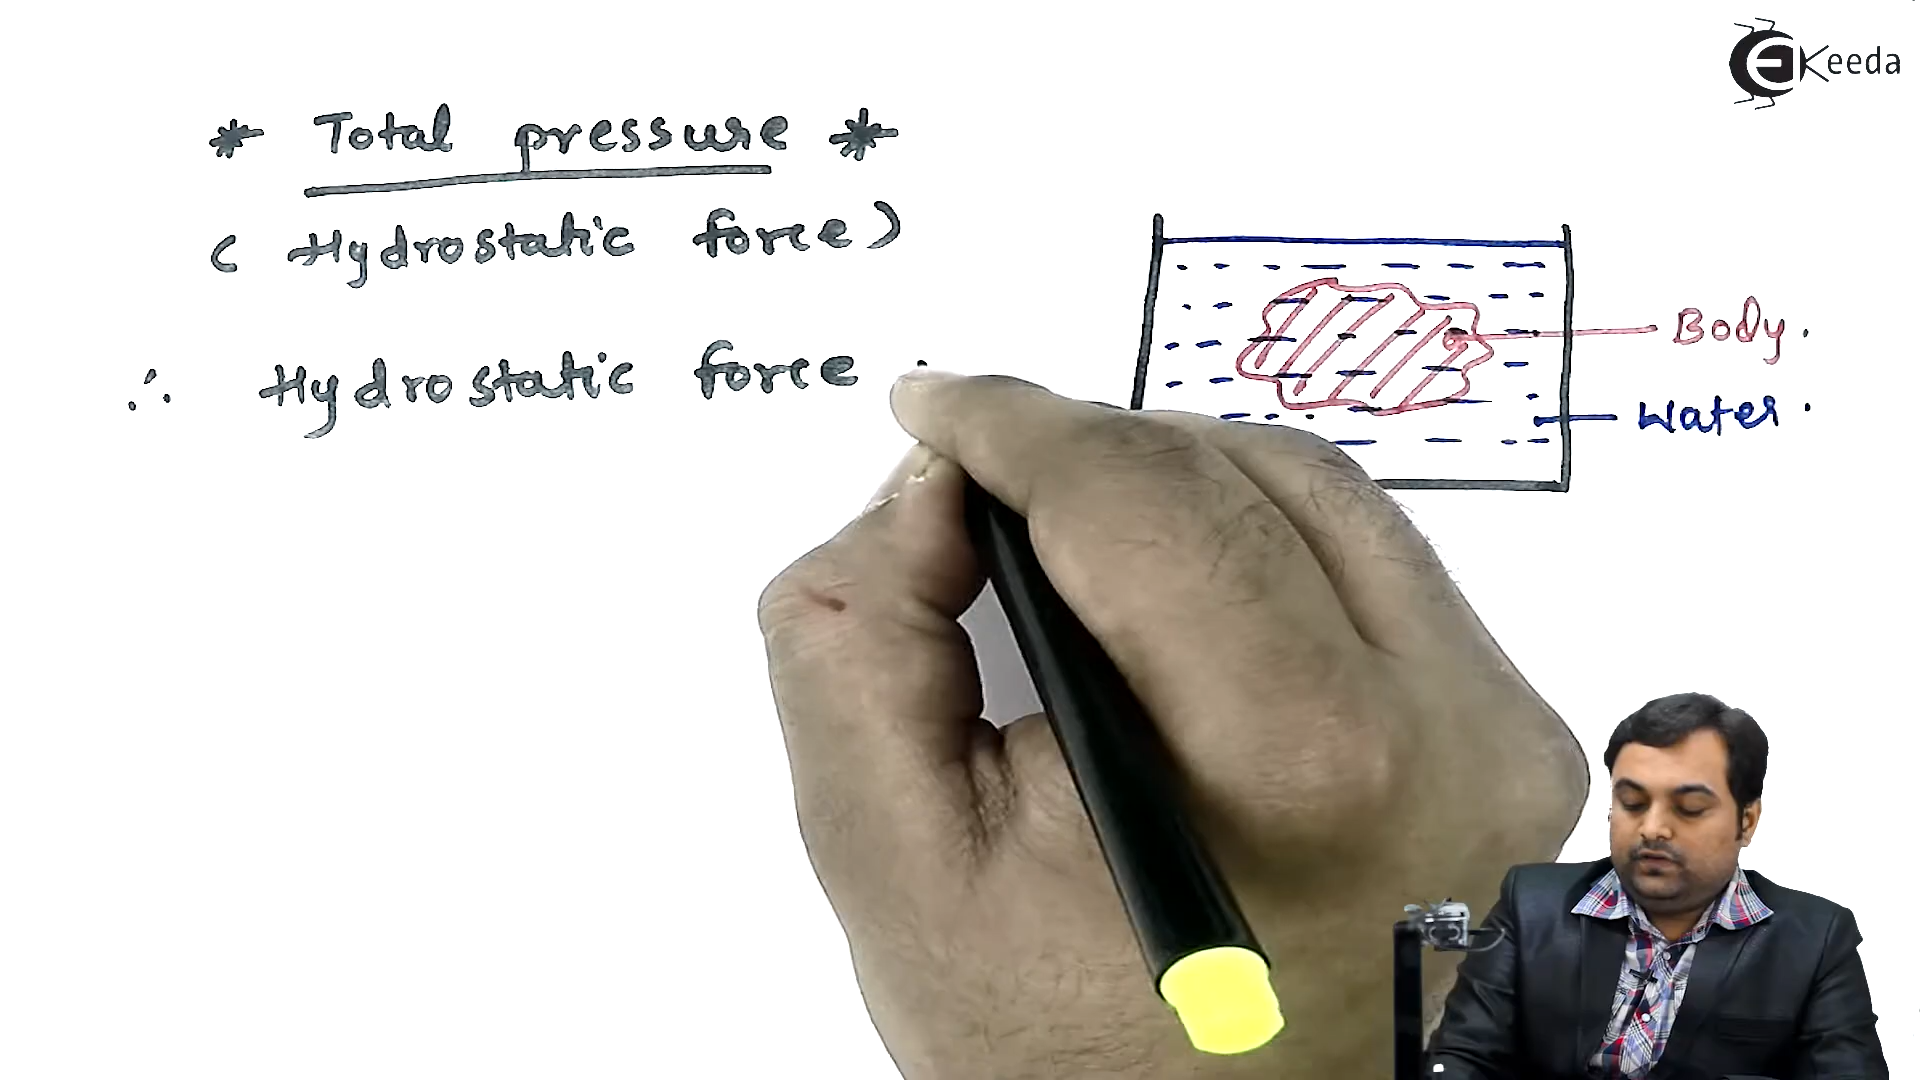 Keeda
* Total pressure *
( Hydrostatic force)
∴ Hydrostatic force
Body.
Water.